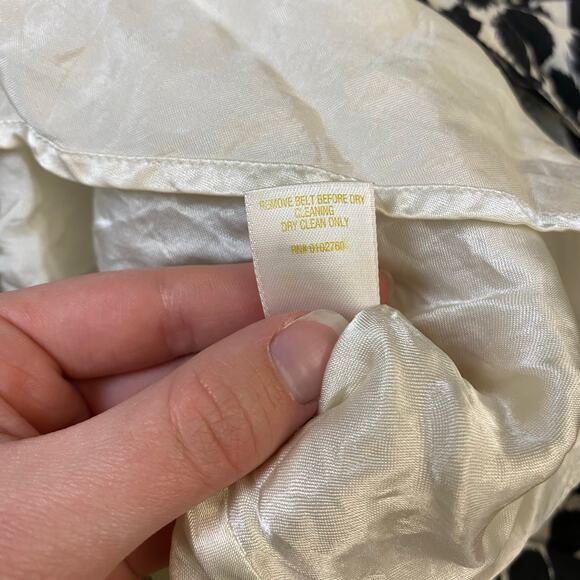 REMOVE BELT BEFORE DRY
CLEANING
DRY CLEAN ONLY
RN# 0102760